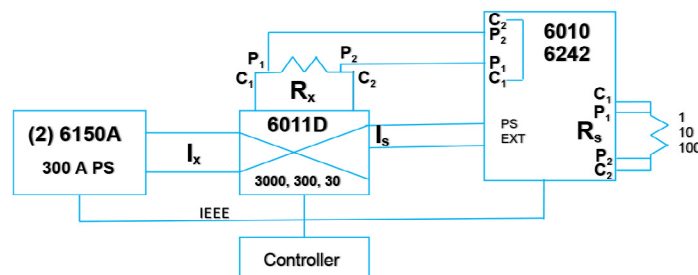 (2) 6150A
300 A PS
Ix
P1
C1
P2
C2
Rx
6011D
3000, 300, 30
Is
C2
P2
P1
C1
6010
6242
PS
EXT
Rs
C1
P1
P2
C2
1
10
100
IEEE
Controller